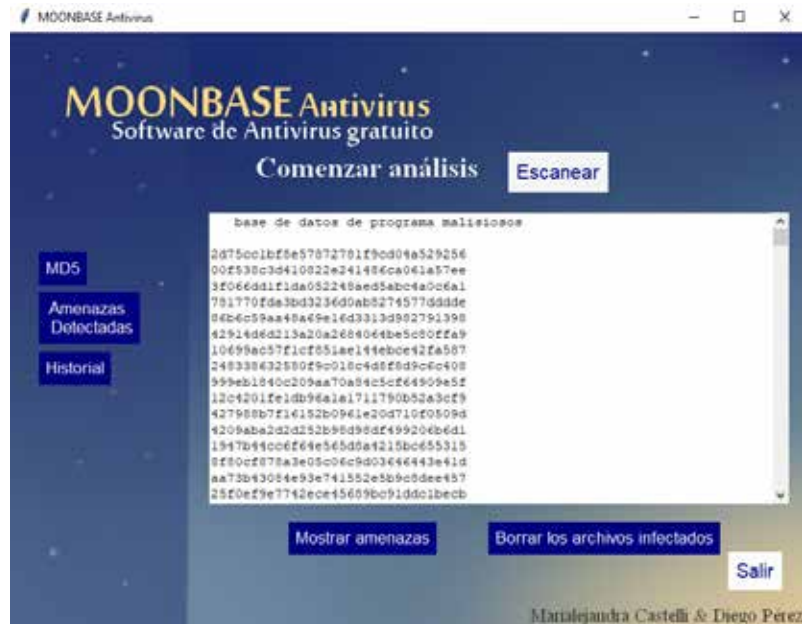 MOONBASE Antivirus
MOONBASE Antivirus
Software de Antivirus gratuito
Comenzar análisis
Escanear
base de datos de programa malisiosos
2d75cc1bf8e57872781f9cd04a529256
00f538c3d410822e241486ca061a57ee
3f066dd1f1da052248aed5abc4a0c6a1
781770fda3bd3236d0ab8274577dddde
86b6c59aa48a69e16d3313d982791398
42914d6d213a20a2684064be5c80ffa9
10699ac57f1cf851ae144ebce42fa587
248338632580f9c018c4d8f8d9c6c408
999eb1840c209aa70a84c5cf64909e5f
12c4201fe1db96a1a1711790b52a3cf9
427988b7f16152b0961e20d710f0509d
4209aba2d2d252b98d98df499206b6d1
1947b44cc6f64e565d8a4215bc655315
8f80cf878a3e05c06c9d03646443e41d
aa73b43084e93e741552e5b9c8dee457
25f0ef9e7742ece45689bc91ddc1becb
MD5
Amenazas
Detectadas
Historial
Mostrar amenazas
Borrar los archivos infectados
Salir
Marialejandra Castelli & Diego Perez